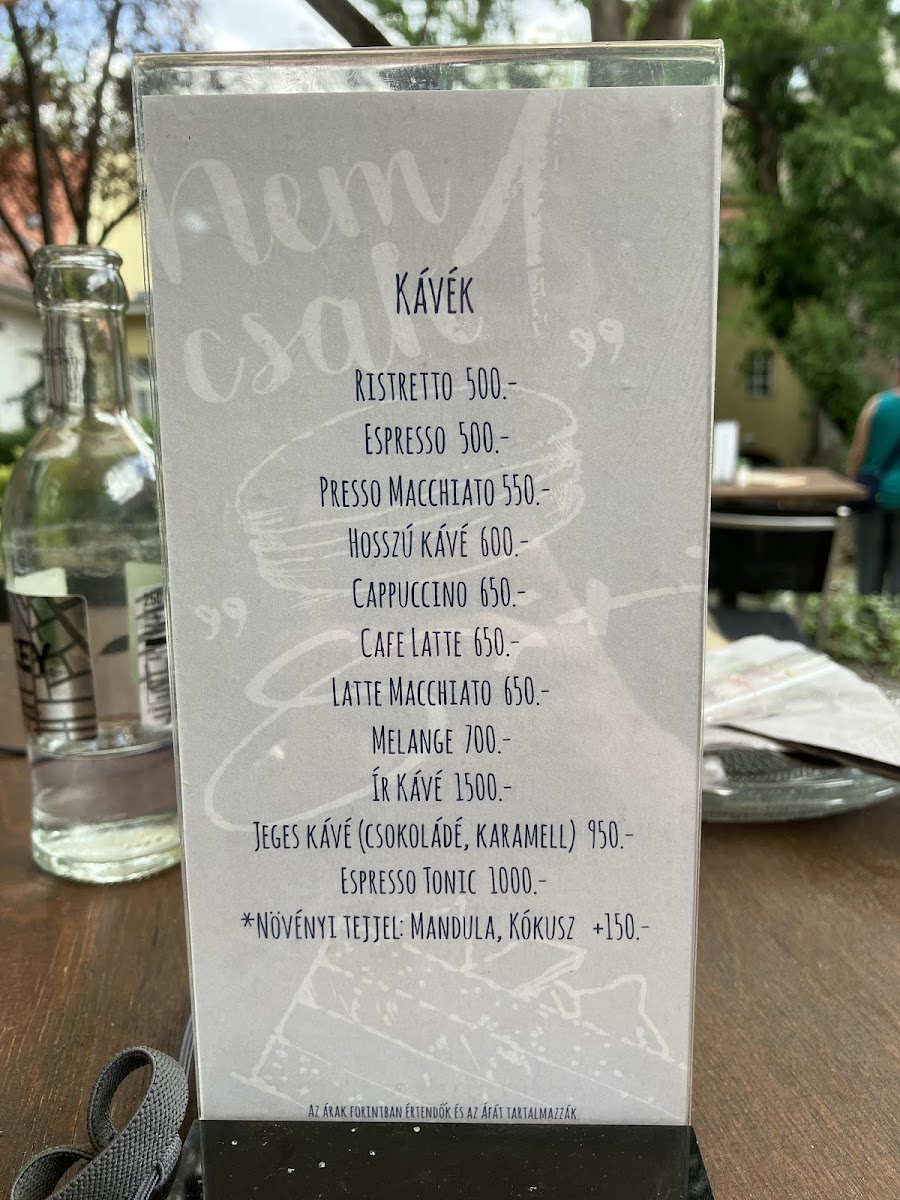 Nem
csak
Kávék
Ristretto 500.-
Espresso 500.-
Presso Macchiato 550.-
Hosszú kávé 600.-
Cappuccino 650.-
Cafe Latte 650.-
Latte Macchiato 650.-
Melange 700.-
Ír Kávé 1500.-
Jeges kávé (csokoládé, karamell) 950.-
Espresso Tonic 1000.-
*Növényi tejjel: Mandula, Kókusz +150.-
Az árak forintban értendők és az áfát tartalmazzák.